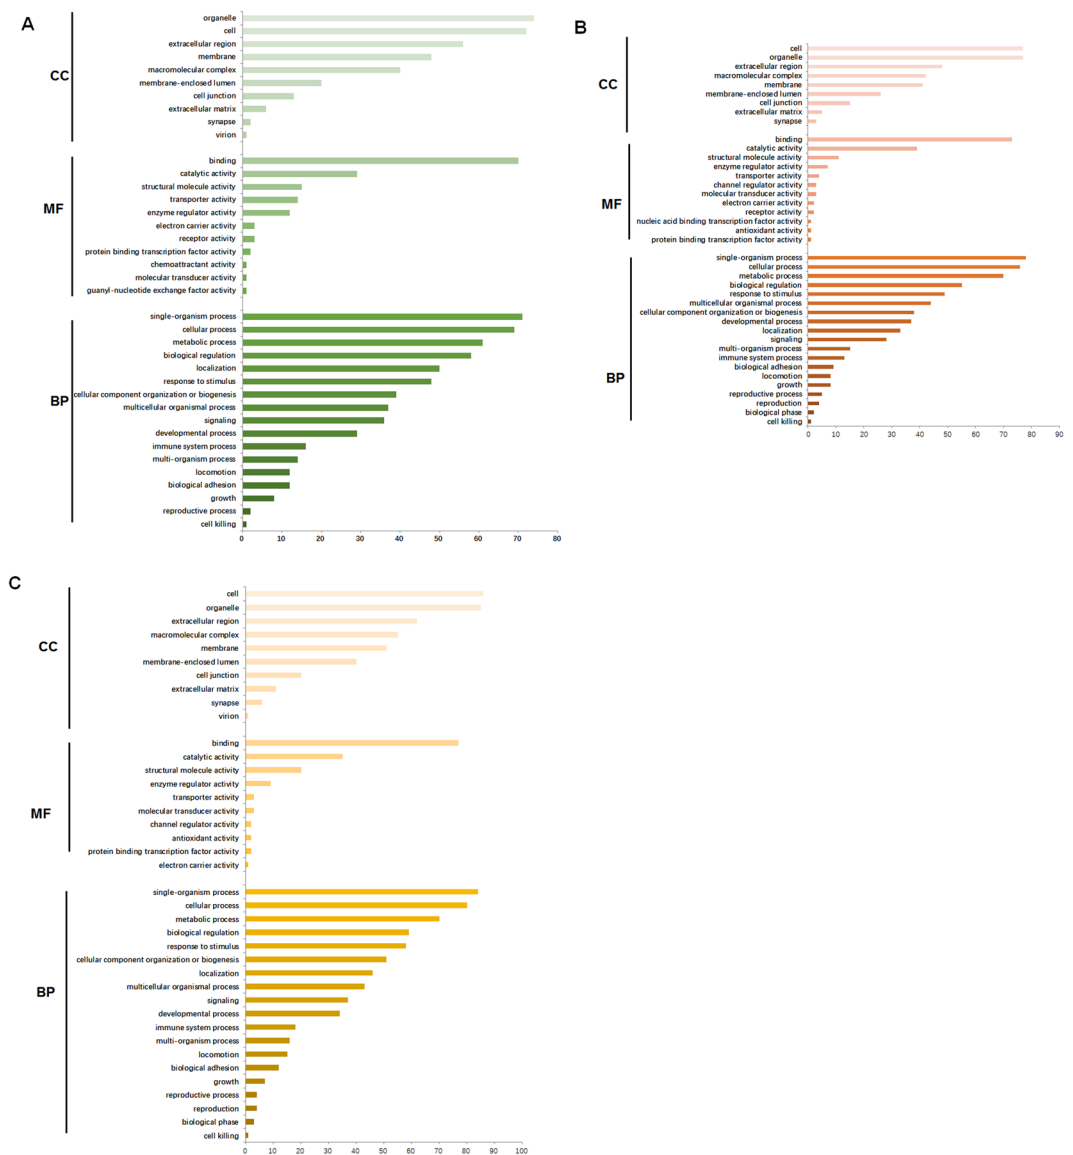 A
CC
organelle
cell
extracellular region
membrane
macromolecular complex
membrane-enclosed lumen
cell junction
extracellular matrix
synapse
virion
MF
binding
catalytic activity
structural molecule activity
transporter activity
enzyme regulator activity
electron carrier activity
receptor activity
protein binding transcription factor activity
chemoattractant activity
molecular transducer activity
guanyl-nucleotide exchange factor activity
BP
single-organism process
cellular process
metabolic process
biological regulation
localization
response to stimulus
cellular component organization or biogenesis
multicellular organismal process
signaling
developmental process
immune system process
multi-organism process
locomotion
biological adhesion
growth
reproductive process
cell killing
0 10 20 30 40 50 60 70 80
B
CC
cell
organelle
extracellular region
macromolecular complex
membrane
membrane-enclosed lumen
cell junction
extracellular matrix
synapse
MF
binding
catalytic activity
structural molecule activity
enzyme regulator activity
transporter activity
channel regulator activity
molecular transducer activity
electron carrier activity
receptor activity
nucleic acid binding transcription factor activity
antioxidant activity
protein binding transcription factor activity
BP
single-organism process
cellular process
metabolic process
biological regulation
response to stimulus
multicellular organismal process
cellular component organization or biogenesis
developmental process
localization
signaling
multi-organism process
immune system process
biological adhesion
locomotion
growth
reproductive process
reproduction
biological phase
cell killing
0 10 20 30 40 50 60 70 80 90
C
CC
cell
organelle
extracellular region
macromolecular complex
membrane
membrane-enclosed lumen
cell junction
extracellular matrix
synapse
virion
MF
binding
catalytic activity
structural molecule activity
enzyme regulator activity
transporter activity
molecular transducer activity
channel regulator activity
antioxidant activity
protein binding transcription factor activity
electron carrier activity
BP
single-organism process
cellular process
metabolic process
biological regulation
response to stimulus
cellular component organization or biogenesis
localization
multicellular organismal process
signaling
developmental process
immune system process
multi-organism process
locomotion
biological adhesion
growth
reproductive process
reproduction
biological phase
cell killing
0 10 20 30 40 50 60 70 80 90 100